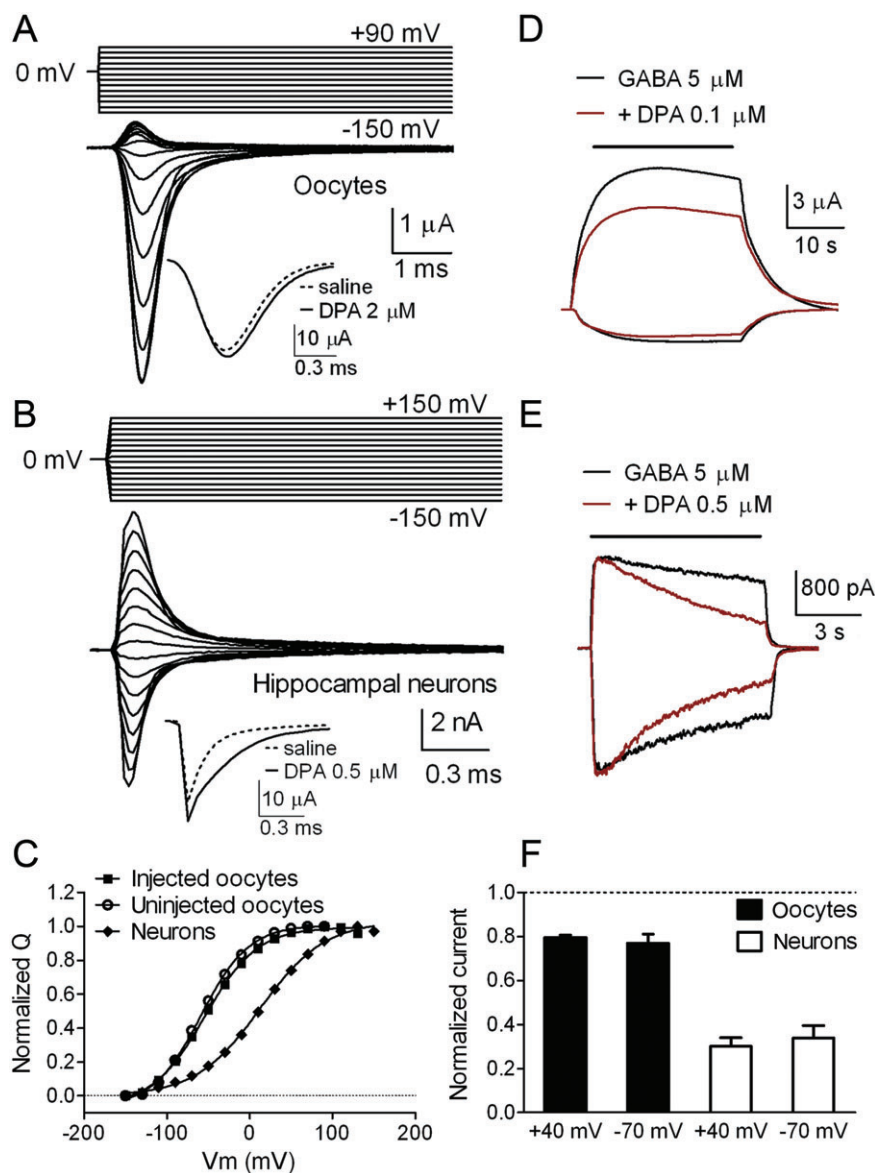 A
+90 mV
0 mV
-150 mV
Oocytes
1 μA
1 ms
saline
DPA 2 μM
10 μA
0.3 ms
B
+150 mV
0 mV
-150 mV
Hippocampal neurons
2 nA
0.3 ms
saline
DPA 0.5 μM
10 μA
0.3 ms
C
Injected oocytes
Uninjected oocytes
Neurons
Normalized Q
1.2
1.0
0.8
0.6
0.4
0.2
0.0
-200 -100 0 100 200
Vm (mV)
D
GABA 5 μM
+ DPA 0.1 μM
3 μA
10 s
E
GABA 5 μM
+ DPA 0.5 μM
800 pA
3 s
F
Normalized current
1.0
0.8
0.6
0.4
0.2
0.0
Oocytes
Neurons
+40 mV -70 mV +40 mV -70 mV